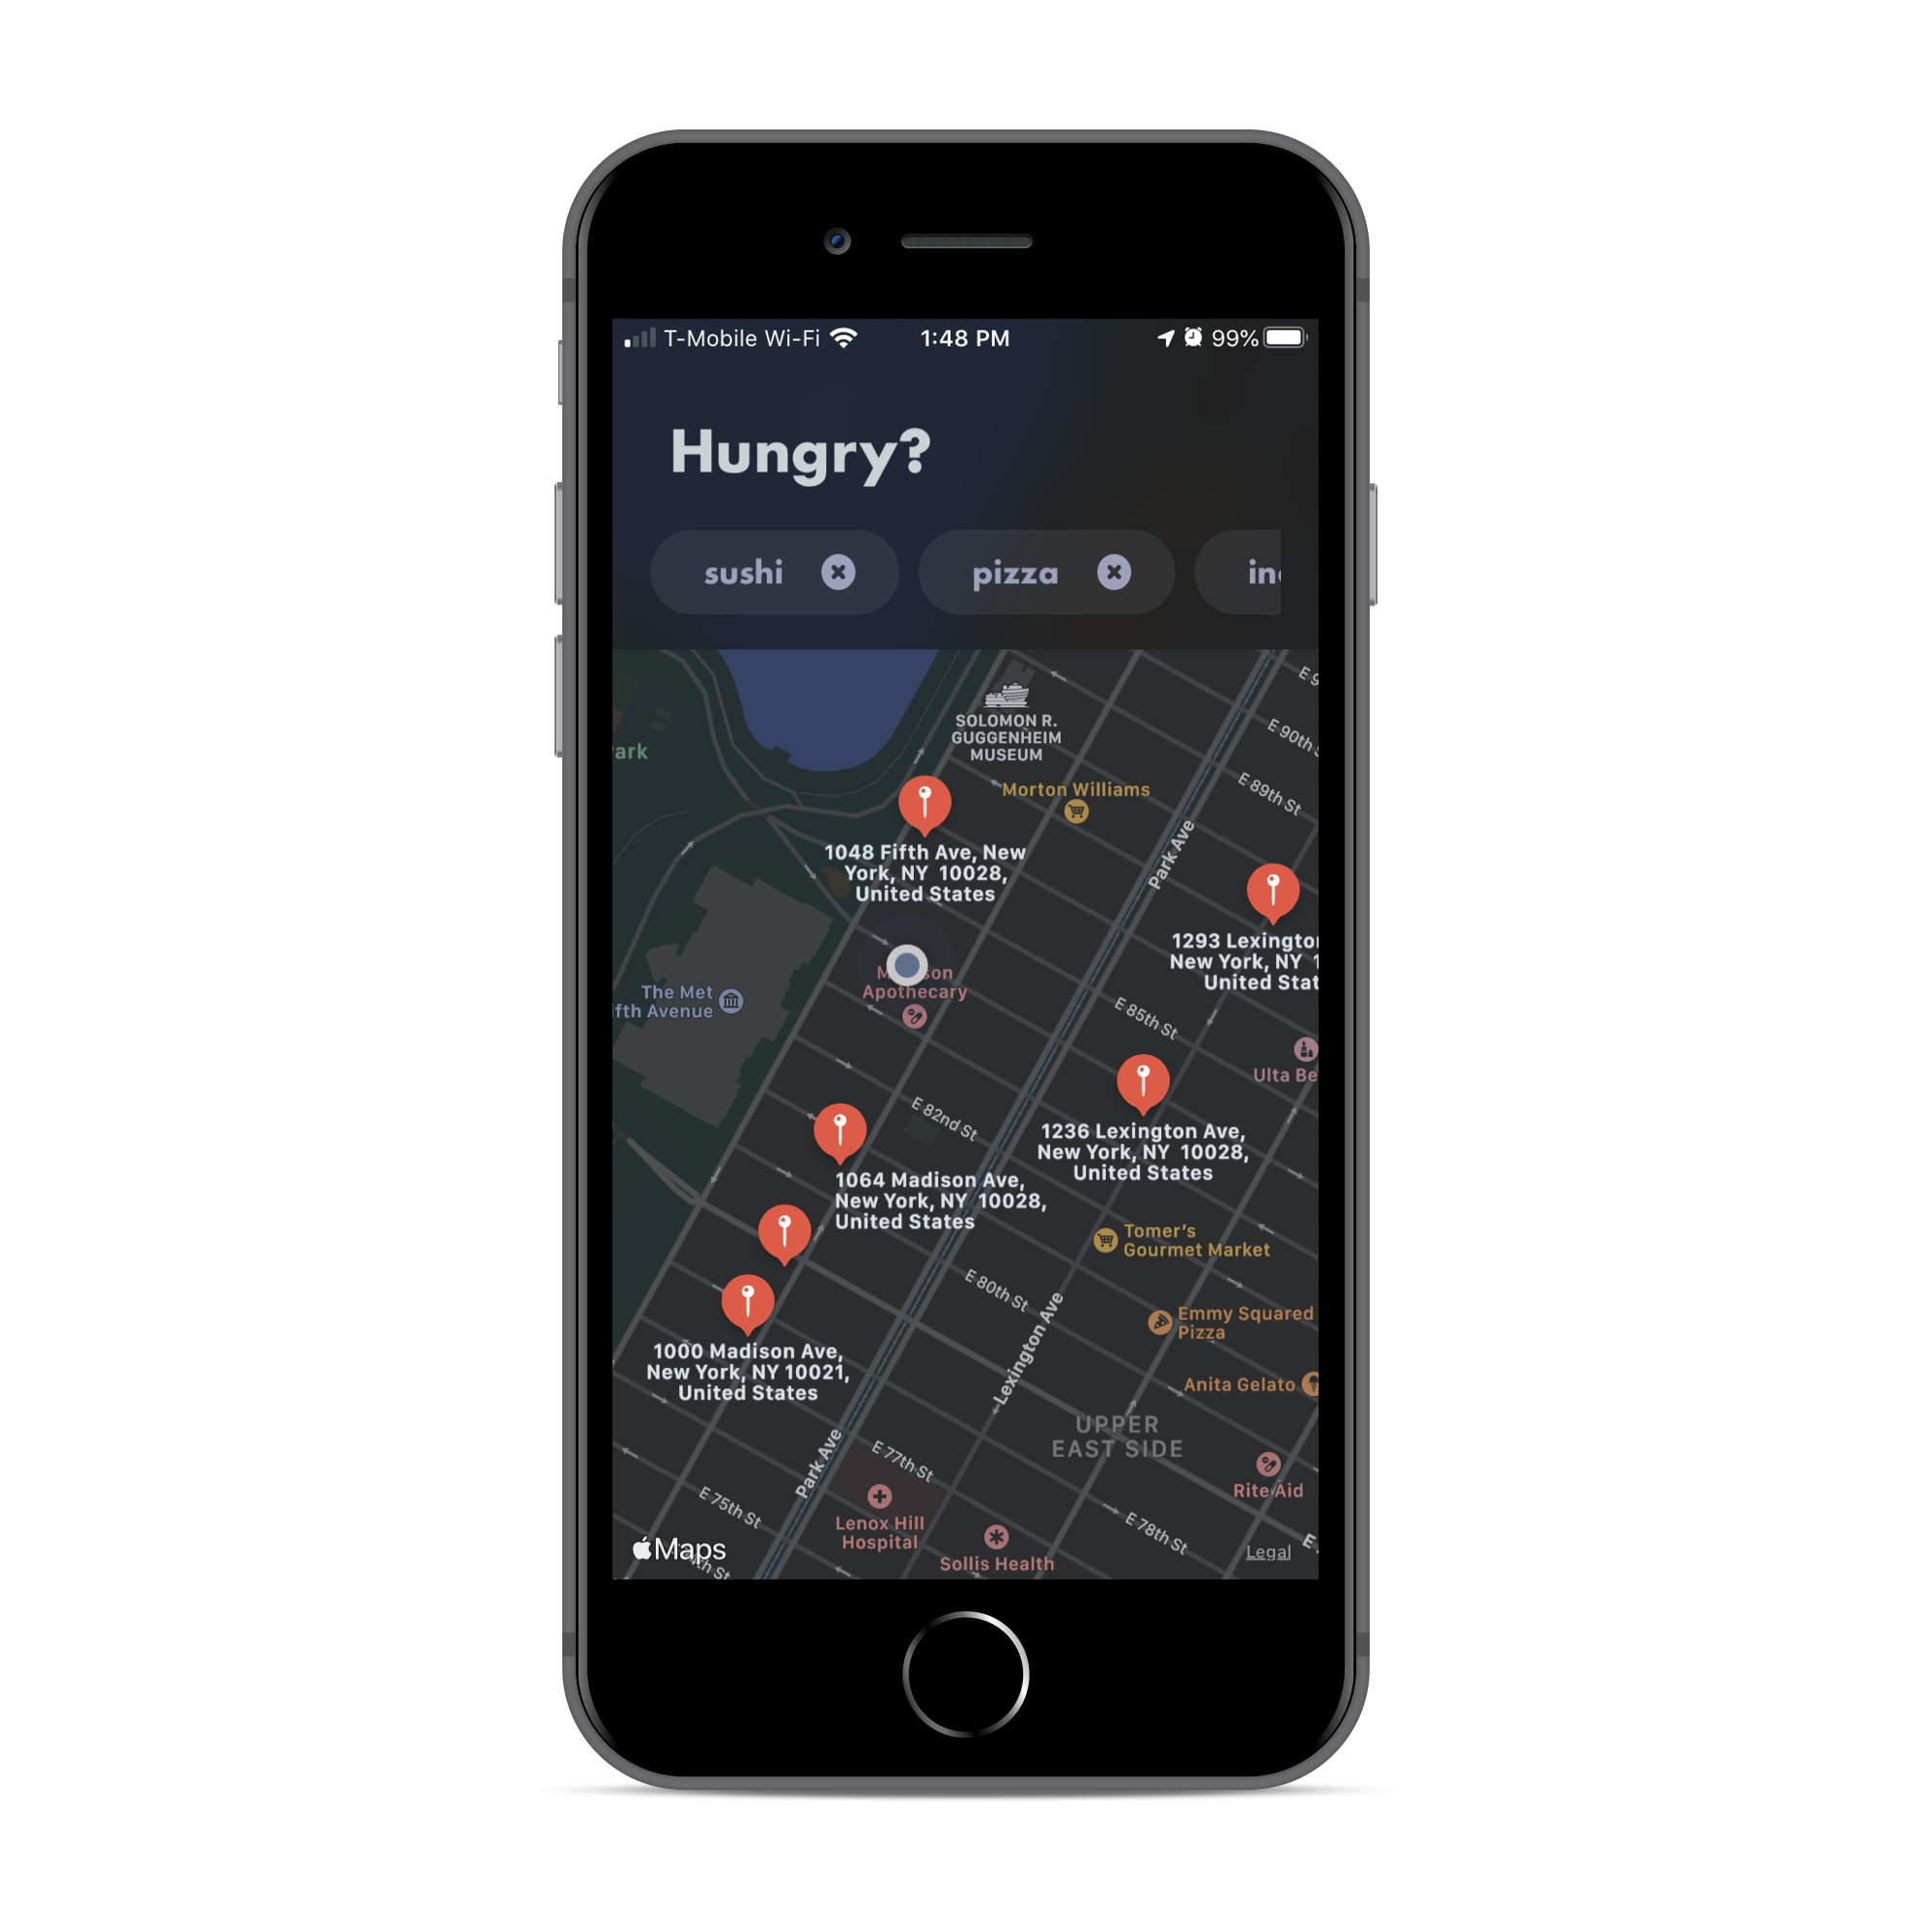 T-Mobile Wi-Fi 1:48 PM 99%
Hungry?
sushi
pizza
SOLOMON R.
GUGGENHEIM
MUSEUM
E 90th
ark
Morton Williams
E 89th St
Park Ave
1048 Fifth Ave, New
York, NY 10028,
United States
1293 Lexington
New York, NY
United Stat
The Met
fth Avenue
Apothecary
E 85th St
Ulta Be
E 82nd St
1236 Lexington Ave,
New York, NY 10028,
United States
1064 Madison Ave,
New York, NY 10028,
United States
Tomer's
Gourmet Market
E 80th St
Lexington Ave
Emmy Squared
Pizza
1000 Madison Ave,
New York, NY 10021,
United States
Anita Gelato
UPPER
EAST SIDE
Park Ave
E 77th St
Rite Aid
E 75th St
Lenox Hill
Hospital
E 78th St
Sollis Health
Maps
Legal